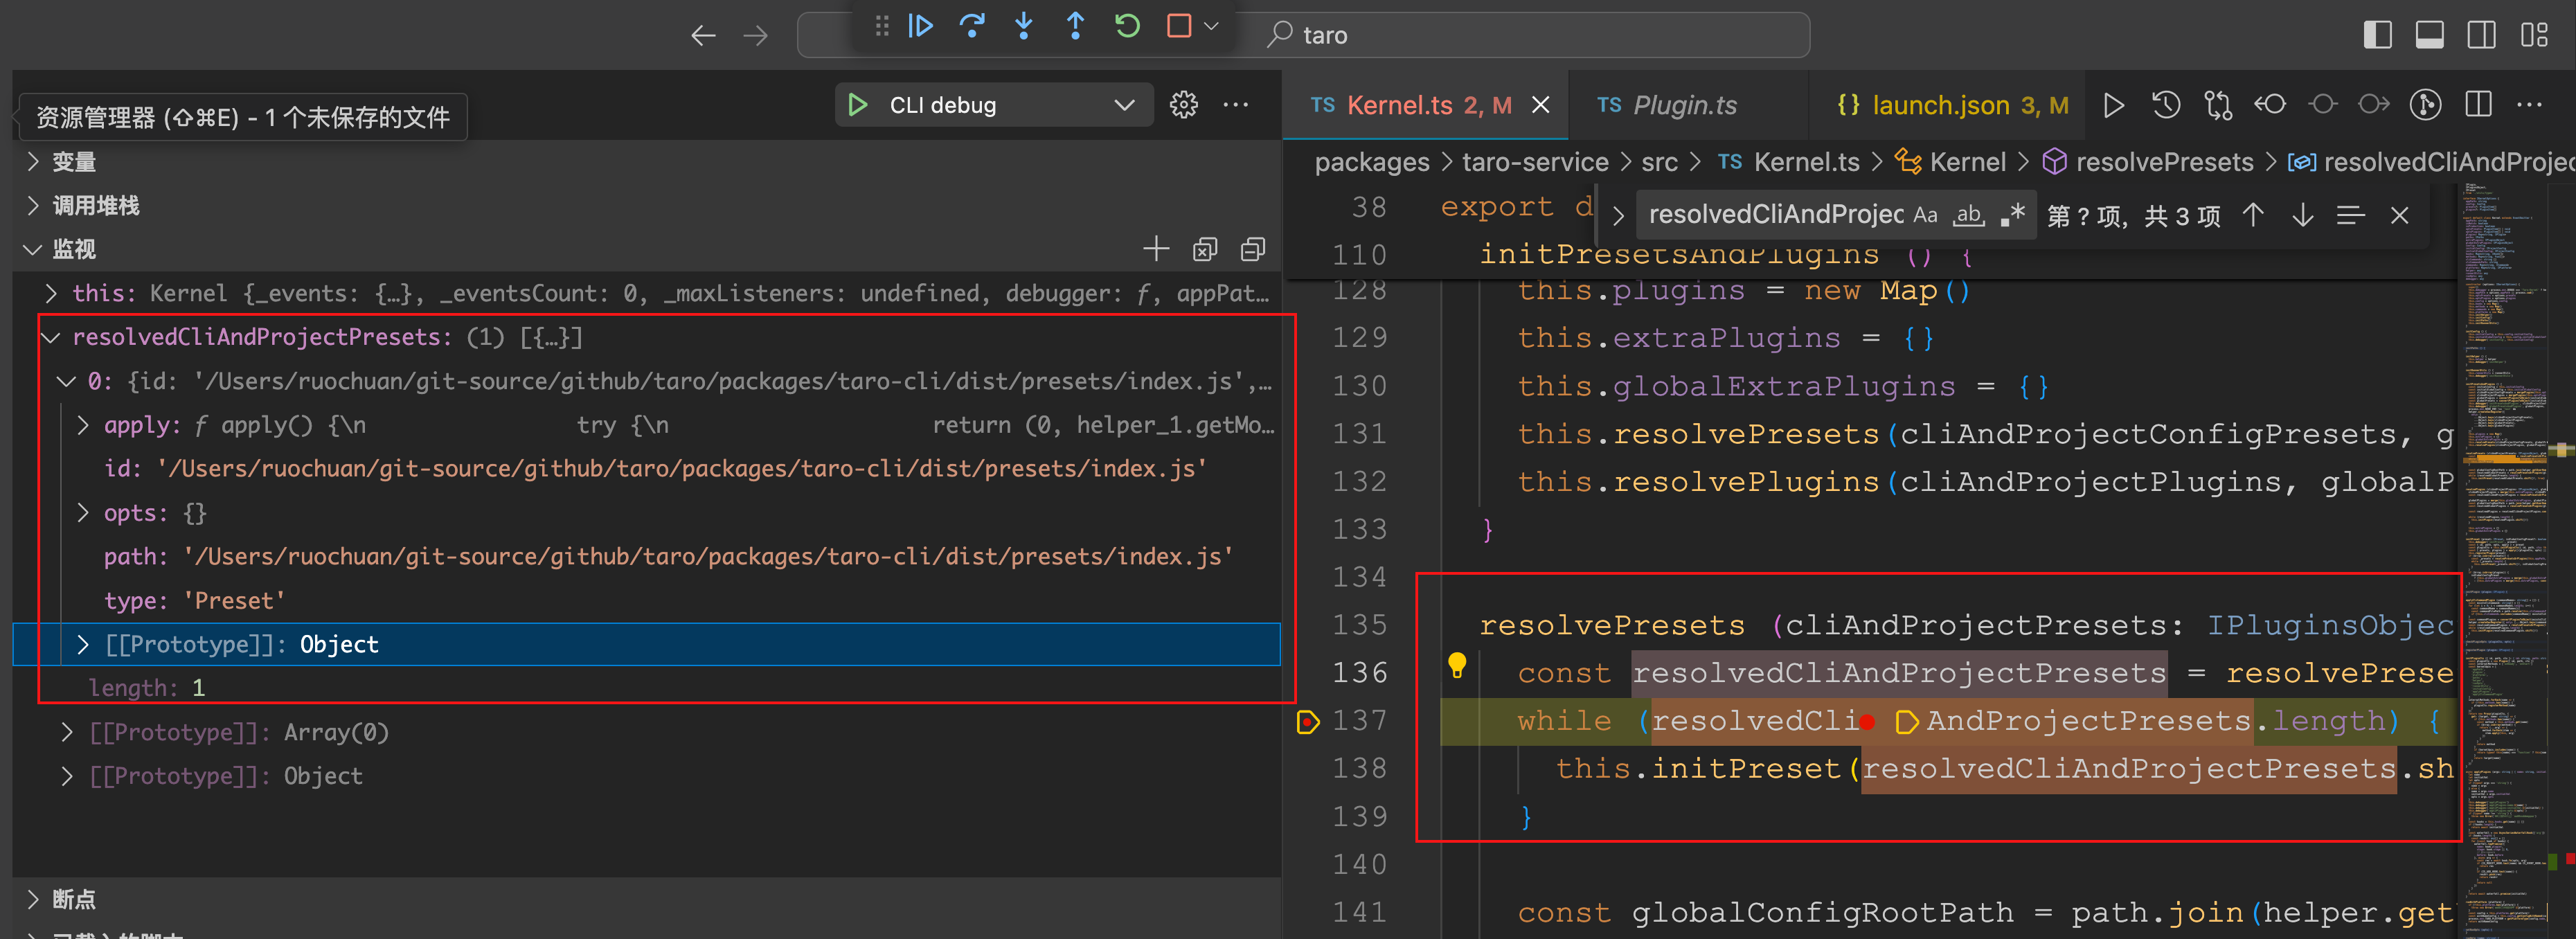 taro
资源管理器 (⇧⌘E) - 1 个未保存的文件
CLI debug
变量
调用堆栈
监视
this: Kernel {_events: {…}, _eventsCount: 0, _maxListeners: undefined, debugger: ƒ, appPat…
resolvedCliAndProjectPresets: (1) [{…}]
0: {id: '/Users/ruochuan/git-source/github/taro/packages/taro-cli/dist/presets/index.js',…
apply: ƒ apply() {\n try {\n return (0, helper_1.getMo…
id: '/Users/ruochuan/git-source/github/taro/packages/taro-cli/dist/presets/index.js'
opts: {}
path: '/Users/ruochuan/git-source/github/taro/packages/taro-cli/dist/presets/index.js'
type: 'Preset'
[[Prototype]]: Object
length: 1
[[Prototype]]: Array(0)
[[Prototype]]: Object
断点
TS Kernel.ts 2, M
TS Plugin.ts
{} launch.json 3, M
packages > taro-service > src > TS Kernel.ts > Kernel > resolvePresets > resolvedCliAndProjec
resolvedCliAndProjec Aa ab .* 第 ? 项, 共 3 项
38 export d
110 initPresetsAndPlugins () {
128 this.plugins = new Map()
129 this.extraPlugins = {}
130 this.globalExtraPlugins = {}
131 this.resolvePresets(cliAndProjectConfigPresets, g
132 this.resolvePlugins(cliAndProjectPlugins, globalP
133 }
134
135 resolvePresets (cliAndProjectPresets: IPluginsObjec
136 const resolvedCliAndProjectPresets = resolvePrese
137 while (resolvedCliAndProjectPresets.length) {
138 this.initPreset(resolvedCliAndProjectPresets.sh
139 }
140
141 const globalConfigRootPath = path.join(helper.get